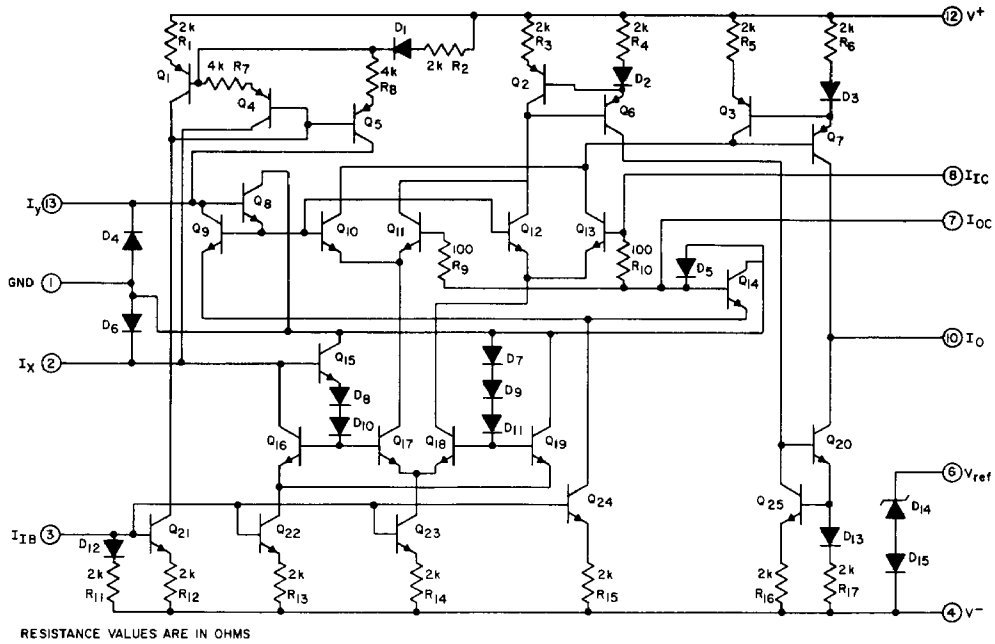 12 V+
2k R1
2k R2
D1
2k R3
2k R4
2k R5
2k R6
Q1
4k R7
4k R8
Q4
Q5
Q2
D2
Q6
Q3
D3
Q7
Iy 13
Q8
8 IIC
Q9
Q10
Q11
Q12
Q13
7 IOC
D4
100 R9
100 R10
D5
Q14
GND 1
D6
Q15
D7
10 IO
IX 2
D8
D9
D10
D11
Q16
Q17
Q18
Q19
Q20
Q24
Q25
6 Vref
D14
IIB 3
D12
Q21
Q22
Q23
D13
D15
2k R11
2k R12
2k R13
2k R14
2k R15
2k R16
2k R17
4 V-
RESISTANCE VALUES ARE IN OHMS